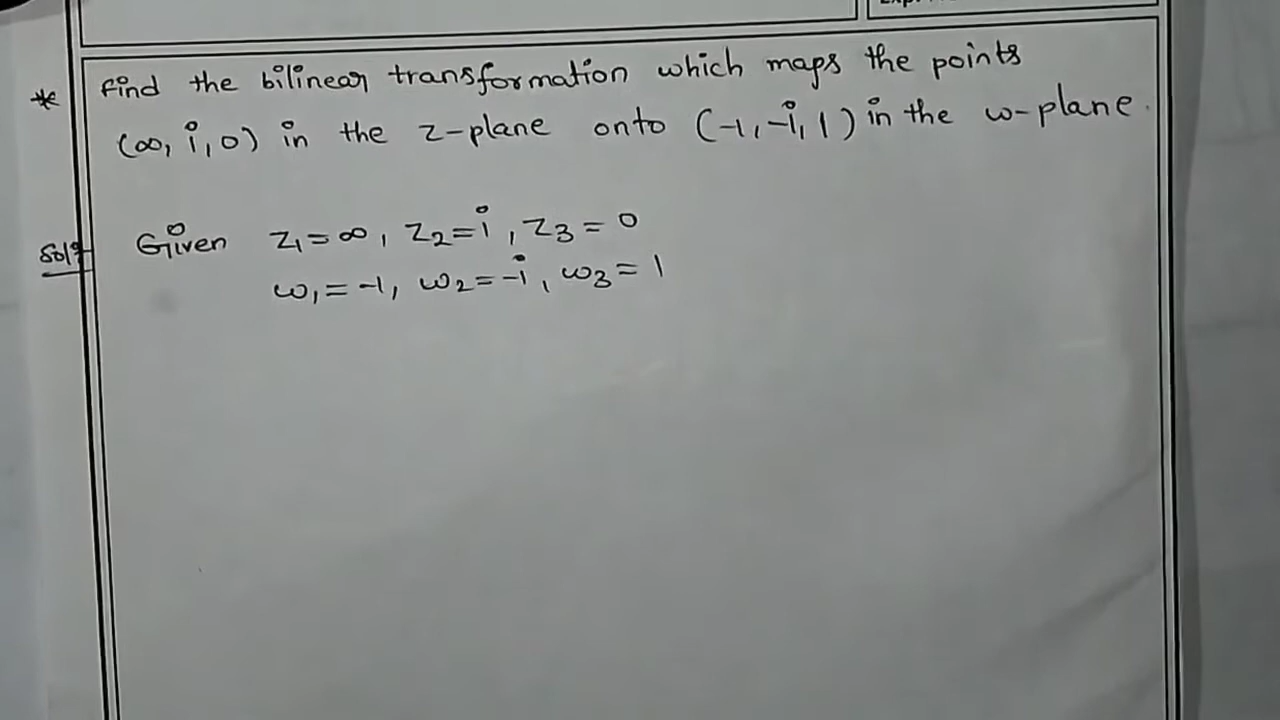 * Find the bilinear transformation which maps the points
(∞, i, 0) in the z-plane onto (-1, -i, 1) in the w-plane.
Soln Given z₁=∞, z₂=i, z₃=0
w₁=-1, w₂=-i, w₃=1